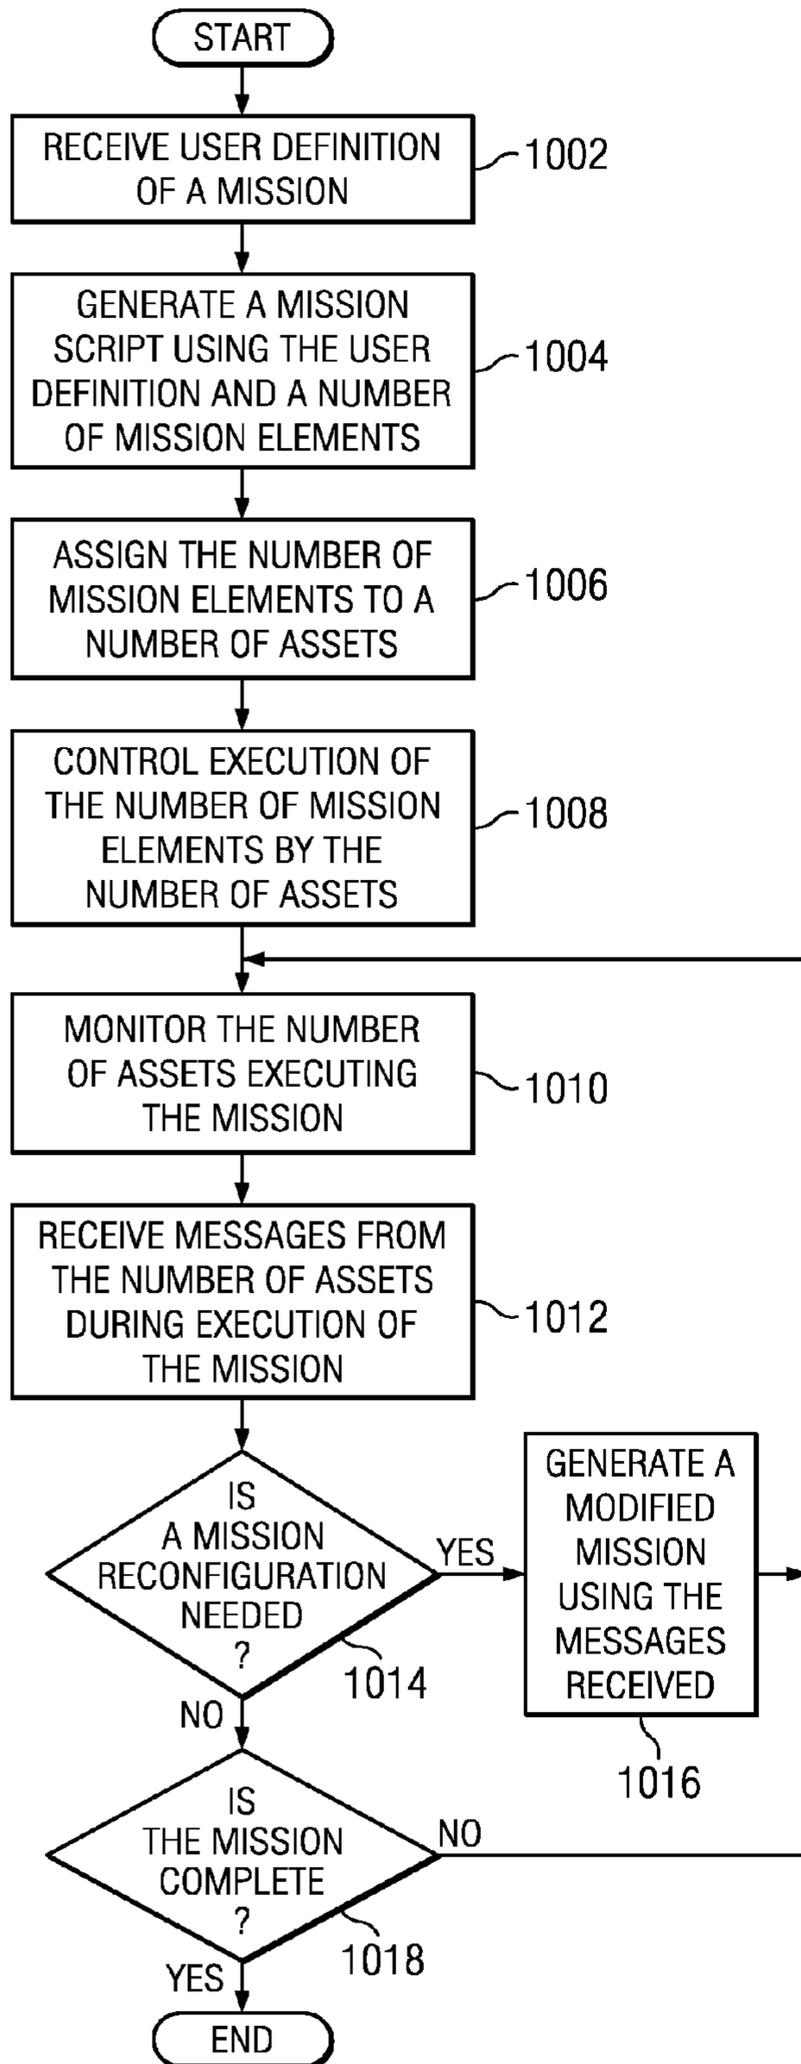 START
RECEIVE USER DEFINITION
OF A MISSION
1002
GENERATE A MISSION
SCRIPT USING THE USER
DEFINITION AND A NUMBER
OF MISSION ELEMENTS
1004
ASSIGN THE NUMBER OF
MISSION ELEMENTS TO A
NUMBER OF ASSETS
1006
CONTROL EXECUTION OF
THE NUMBER OF MISSION
ELEMENTS BY THE
NUMBER OF ASSETS
1008
MONITOR THE NUMBER
OF ASSETS EXECUTING
THE MISSION
1010
RECEIVE MESSAGES FROM
THE NUMBER OF ASSETS
DURING EXECUTION OF
THE MISSION
1012
IS
A MISSION
RECONFIGURATION
NEEDED
?
1014
YES
GENERATE A
MODIFIED
MISSION
USING THE
MESSAGES
RECEIVED
1016
NO
IS
THE MISSION
COMPLETE
?
1018
NO
YES
END